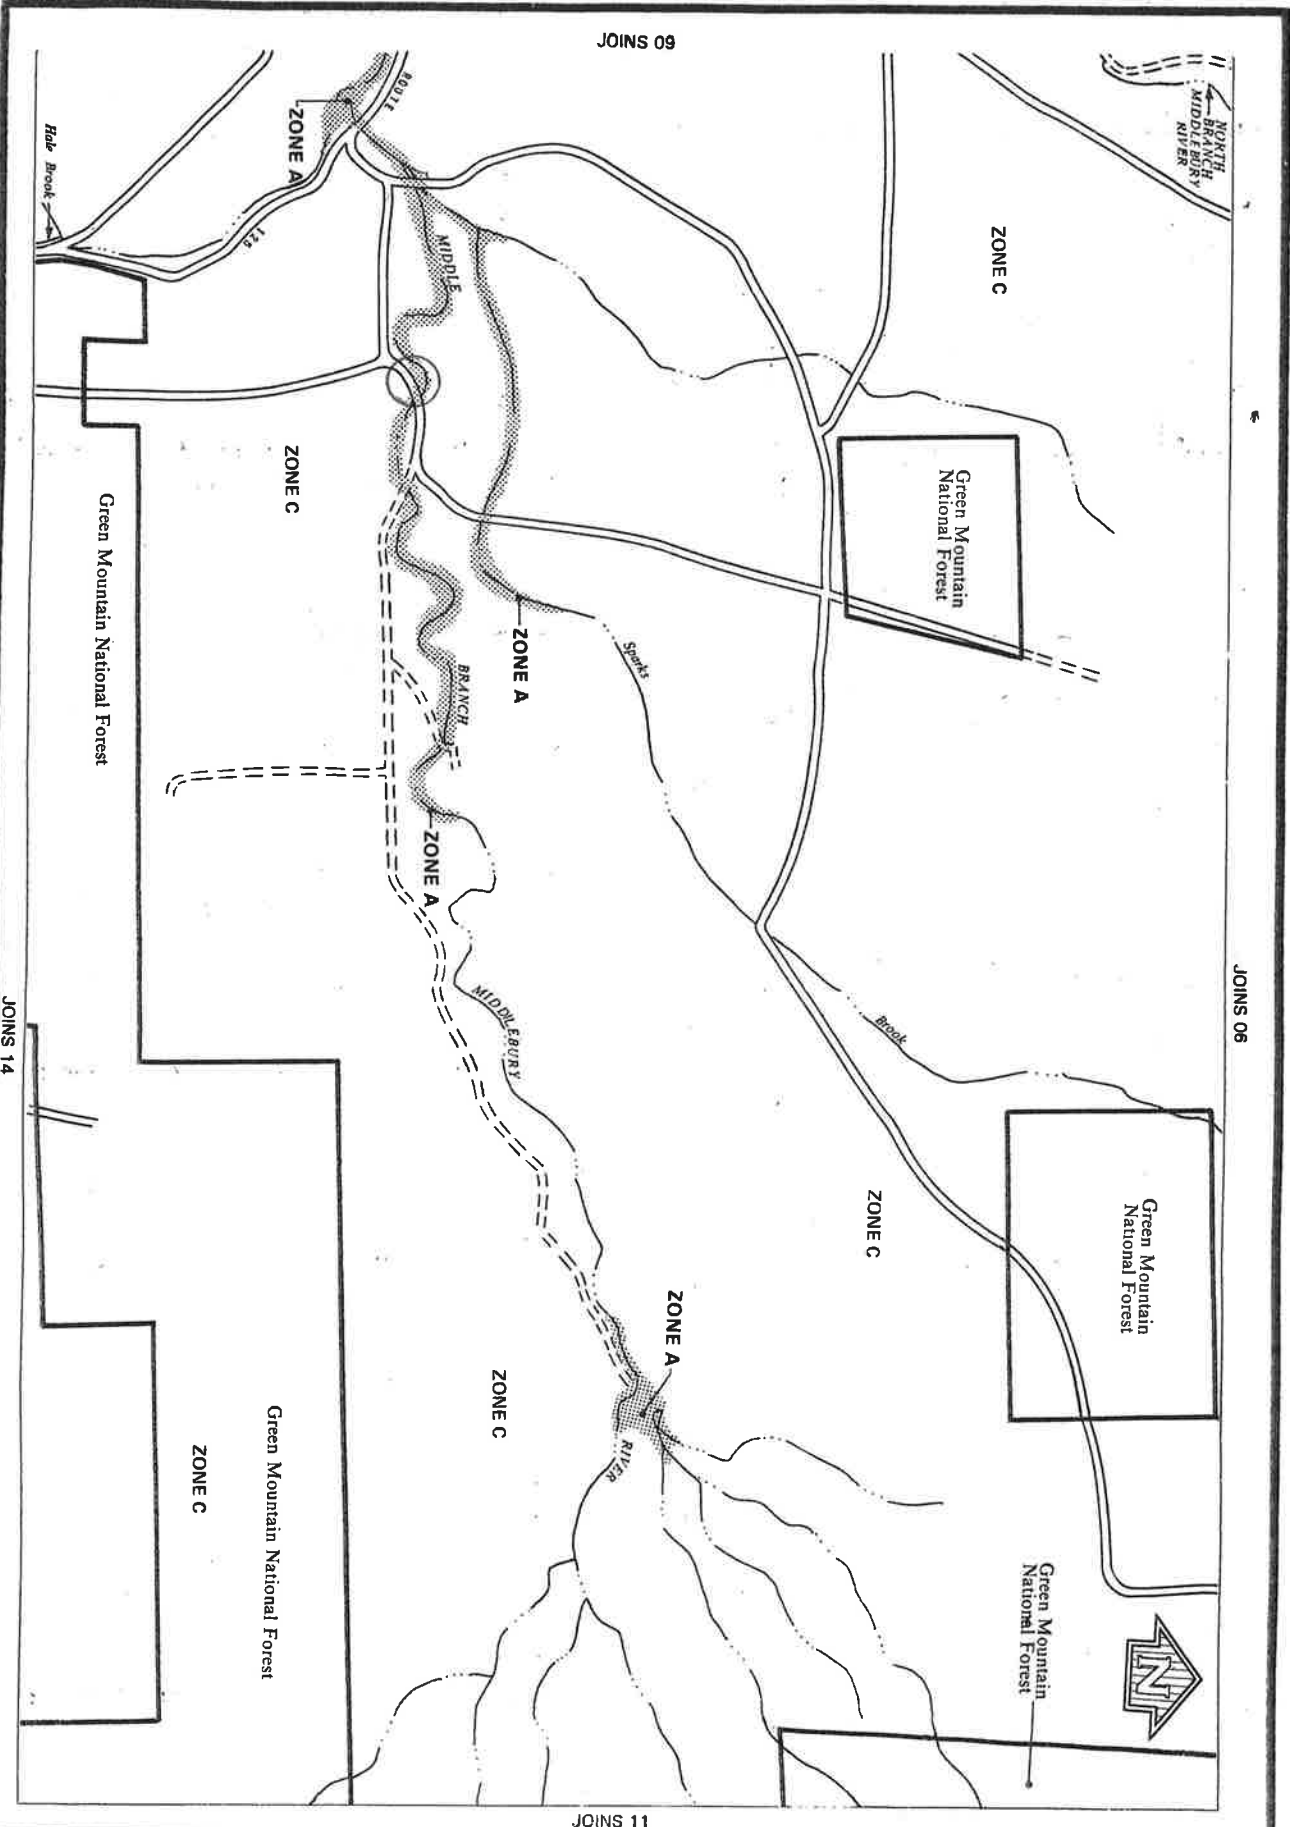 JOINS 09
NORTH
BRANCH
MIDDLEBURY
RIVER
ROUTE
ZONE A
Hale Brook
125
MIDDLE
ZONE C
Green Mountain
National Forest
ZONE C
Green Mountain National Forest
ZONE A
Sparks
BRANCH
ZONE A
MIDDLEBURY
Brook
JOINS 06
JOINS 14
Green Mountain
National Forest
ZONE C
ZONE A
ZONE C
RIVER
Green Mountain National Forest
ZONE C
Green Mountain
National Forest
N
JOINS 11